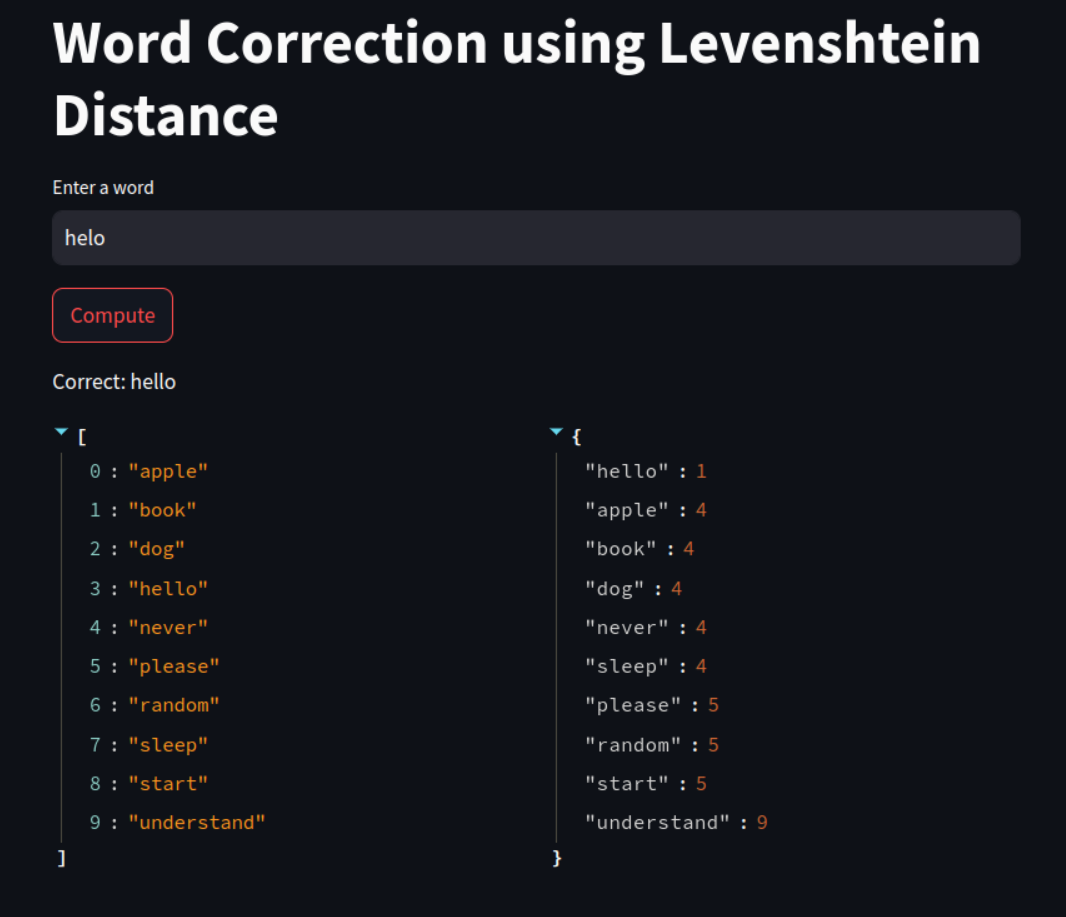 Word Correction using Levenshtein
Distance
Enter a word
helo
Compute
Correct: hello
[
0 : "apple"
1 : "book"
2 : "dog"
3 : "hello"
4 : "never"
5 : "please"
6 : "random"
7 : "sleep"
8 : "start"
9 : "understand"
]
{
"hello" : 1
"apple" : 4
"book" : 4
"dog" : 4
"never" : 4
"sleep" : 4
"please" : 5
"random" : 5
"start" : 5
"understand" : 9
}